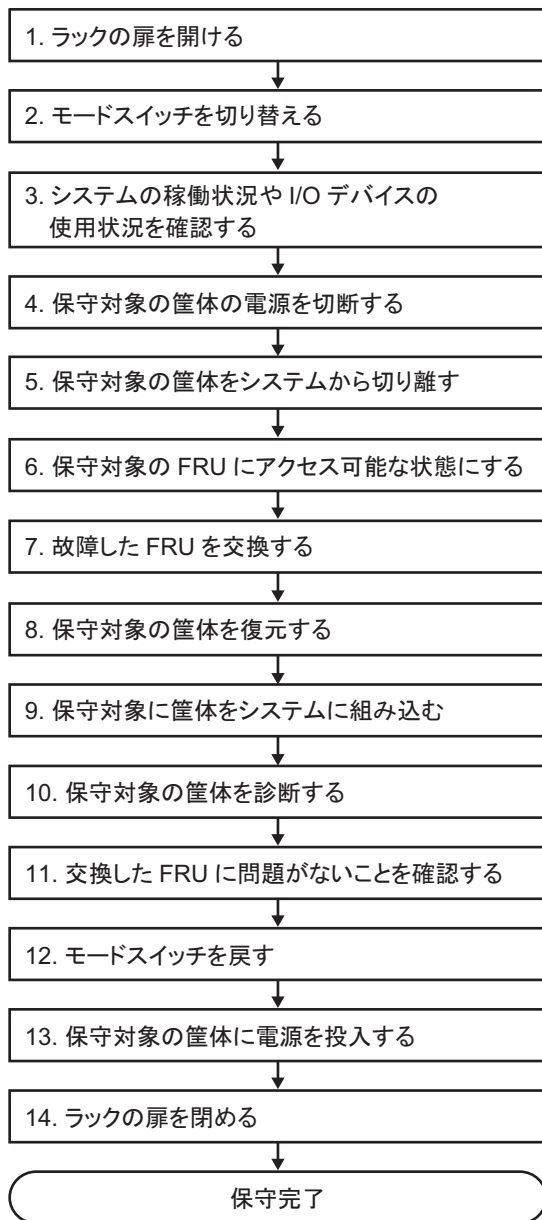 1. ラックの扉を開ける
2. モードスイッチを切り替える
3. システムの稼働状況や I/O デバイスの
使用状況を確認する
4. 保守対象の筐体の電源を切断する
5. 保守対象の筐体をシステムから切り離す
6. 保守対象の FRU にアクセス可能な状態にする
7. 故障した FRU を交換する
8. 保守対象の筐体を復元する
9. 保守対象に筐体をシステムに組み込む
10. 保守対象の筐体を診断する
11. 交換した FRU に問題がないことを確認する
12. モードスイッチを戻す
13. 保守対象の筐体に電源を投入する
14. ラックの扉を閉める
保守完了